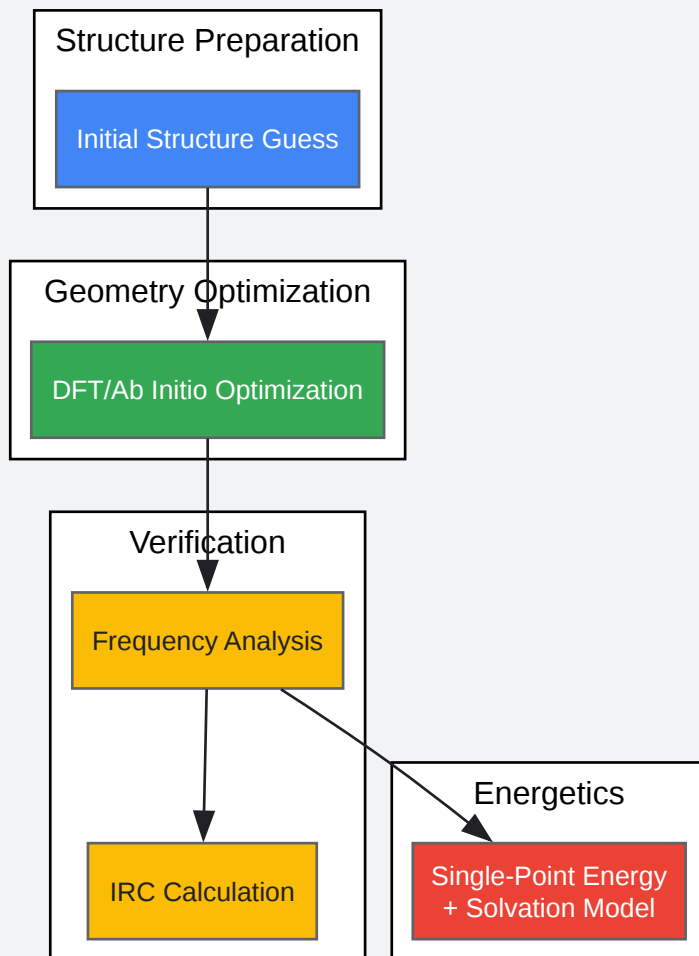 Structure Preparation
Initial Structure Guess
Geometry Optimization
DFT/Ab Initio Optimization
Verification
Frequency Analysis
IRC Calculation
Energetics
Single-Point Energy
+ Solvation Model